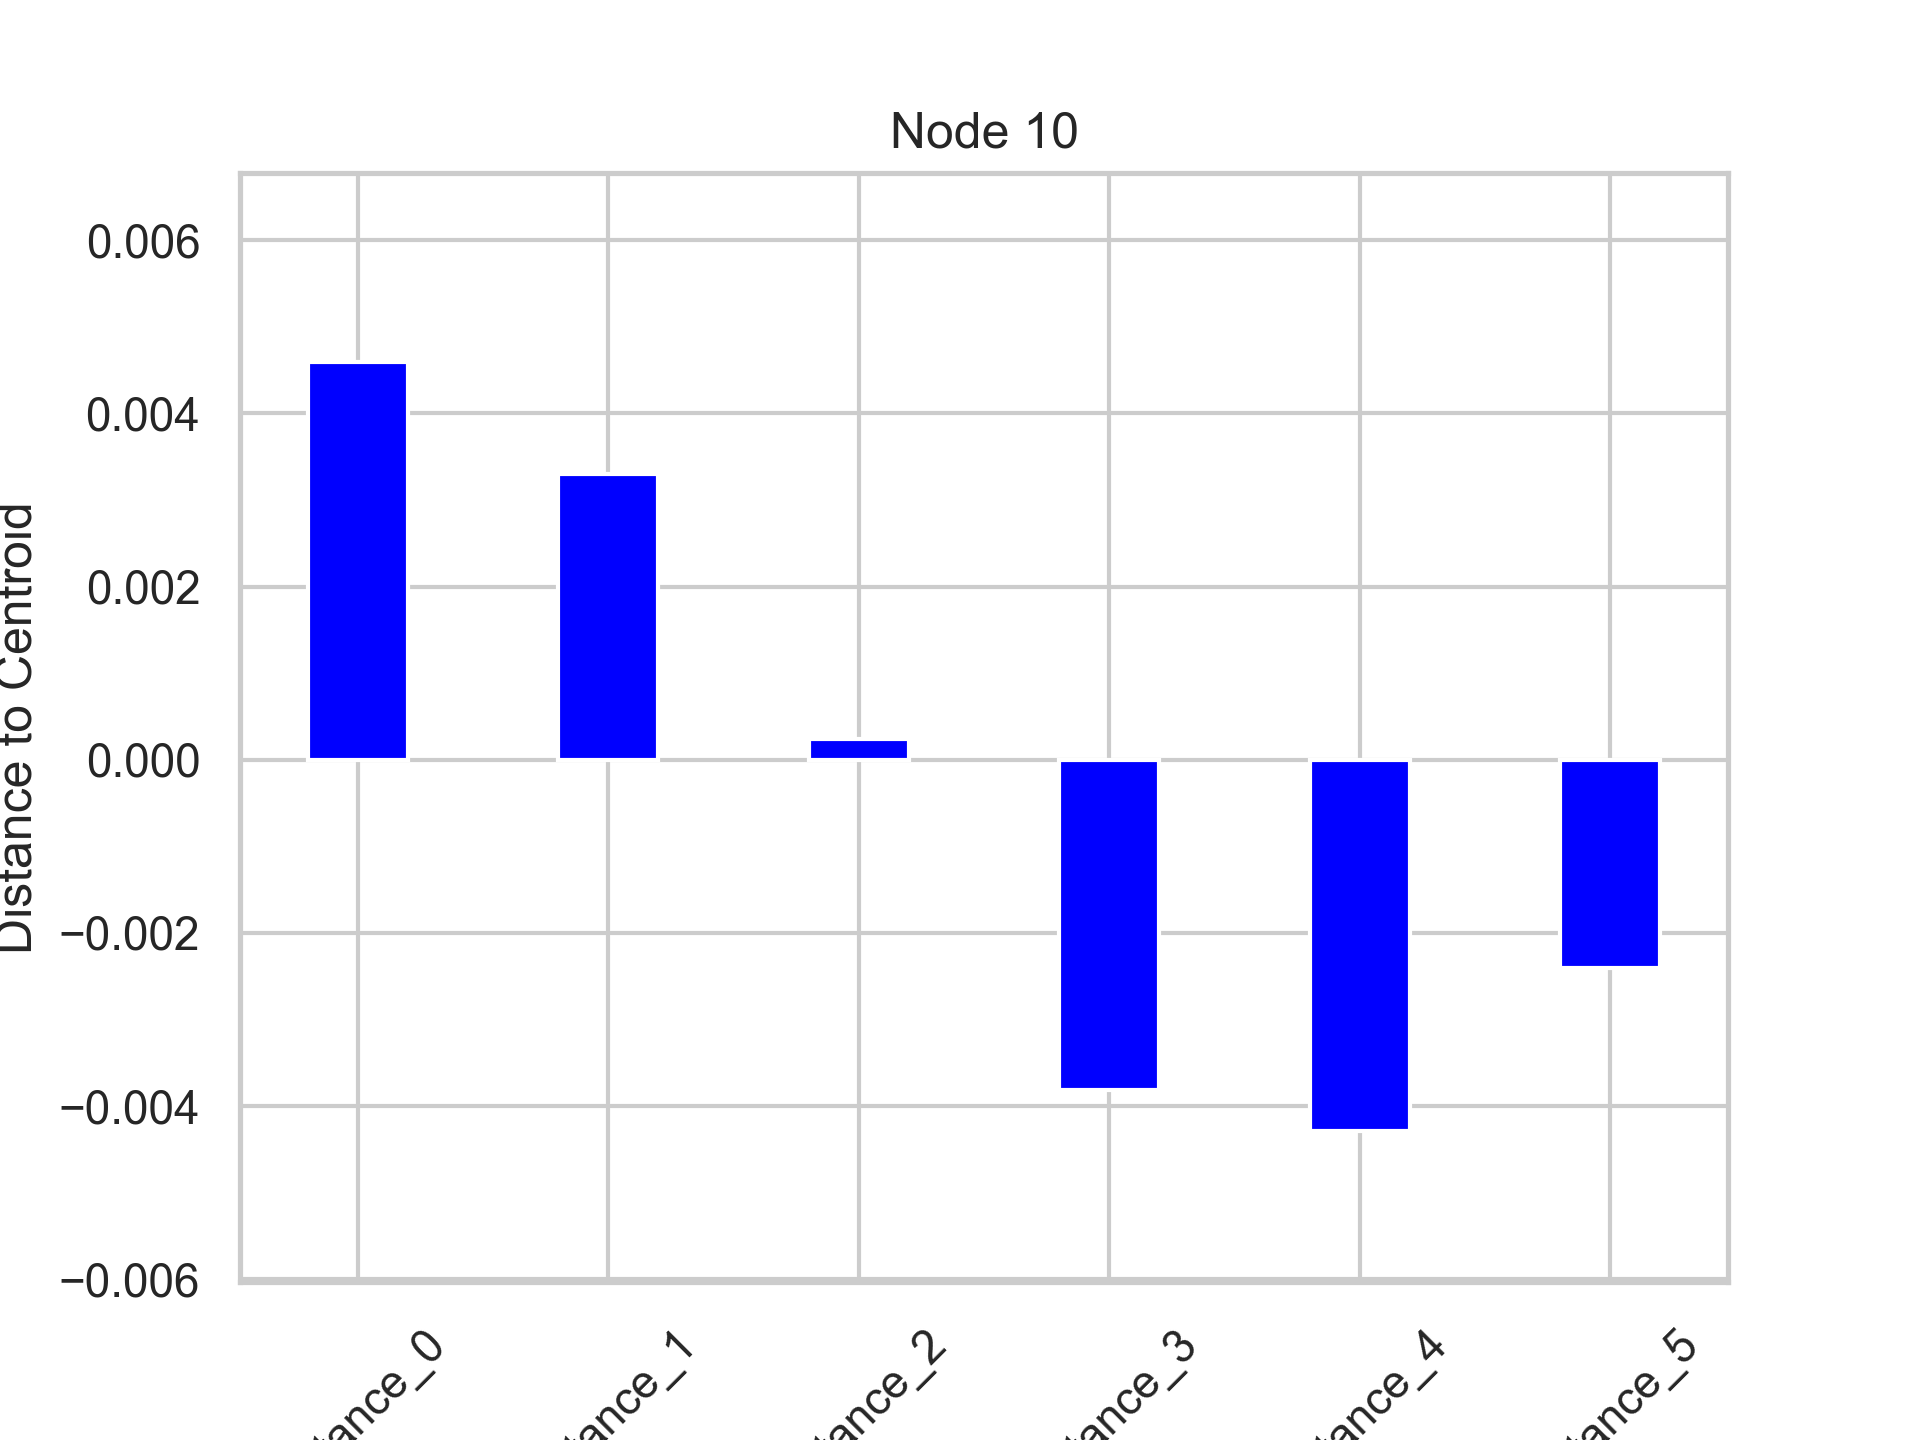 Node 10
0.006
0.004
0.002
0.000
−0.002
−0.004
−0.006
Distance to Centroid
tance_0
tance_1
tance_2
tance_3
tance_4
tance_5